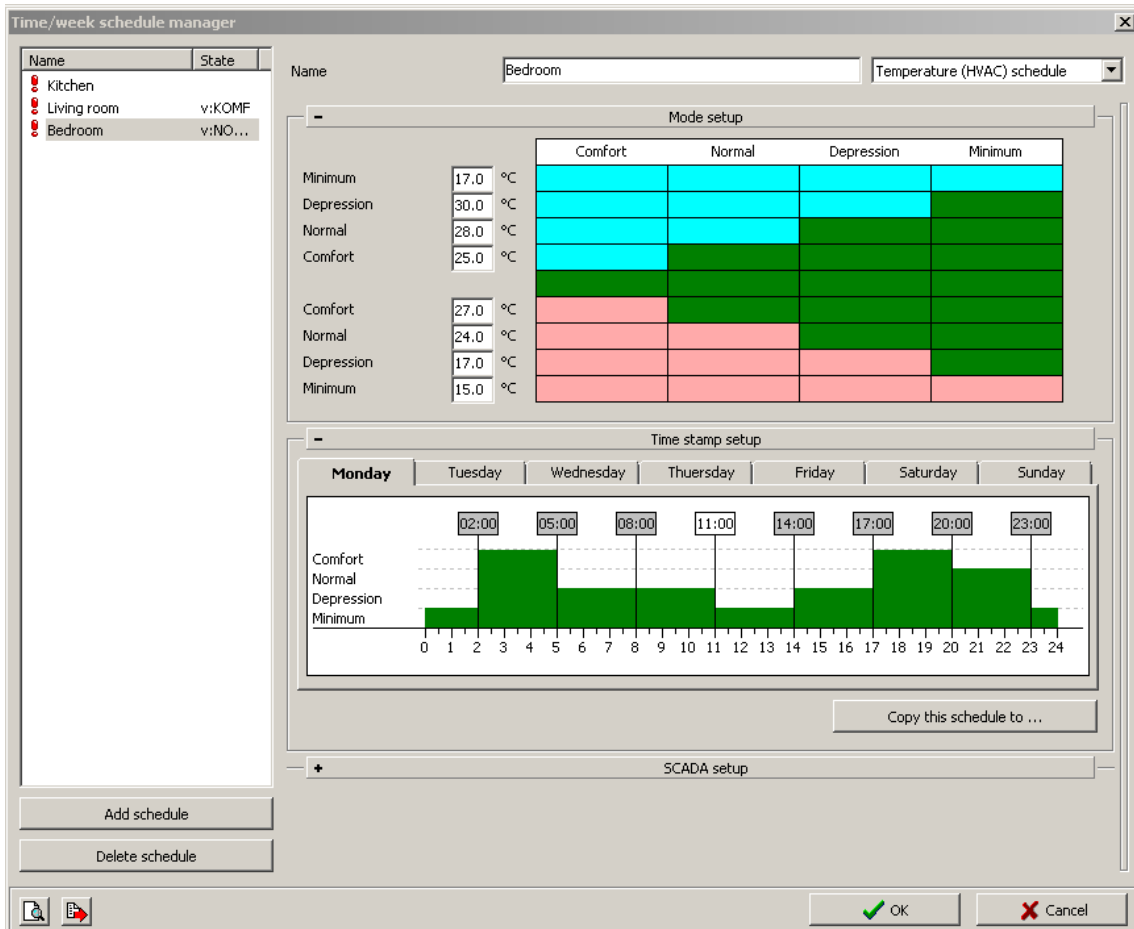 Time/week schedule manager
Name State
Kitchen
Living room v:KOMF
Bedroom v:NO...
Add schedule
Delete schedule
Name Bedroom Temperature (HVAC) schedule
Mode setup
Comfort Normal Depression Minimum
Minimum 17.0 °C
Depression 30.0 °C
Normal 28.0 °C
Comfort 25.0 °C
Comfort 27.0 °C
Normal 24.0 °C
Depression 17.0 °C
Minimum 15.0 °C
Time stamp setup
Monday Tuesday Wednesday Thuersday Friday Saturday Sunday
02:00 05:00 08:00 11:00 14:00 17:00 20:00 23:00
Comfort
Normal
Depression
Minimum
0 1 2 3 4 5 6 7 8 9 10 11 12 13 14 15 16 17 18 19 20 21 22 23 24
Copy this schedule to ...
SCADA setup
OK Cancel